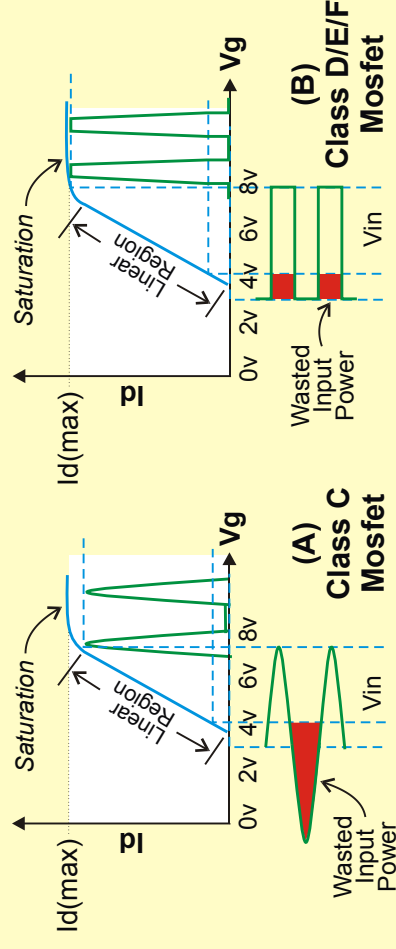 Id(max)
Saturation
Id
Linear
Region
Vg
0v 2v 4v 6v 8v
Wasted
Input
Power
Vin
(A)
Class C
Mosfet
Id(max)
Saturation
Id
Linear
Region
Vg
0v 2v 4v 6v 8v
Wasted
Input
Power
Vin
(B)
Class D/E/F
Mosfet